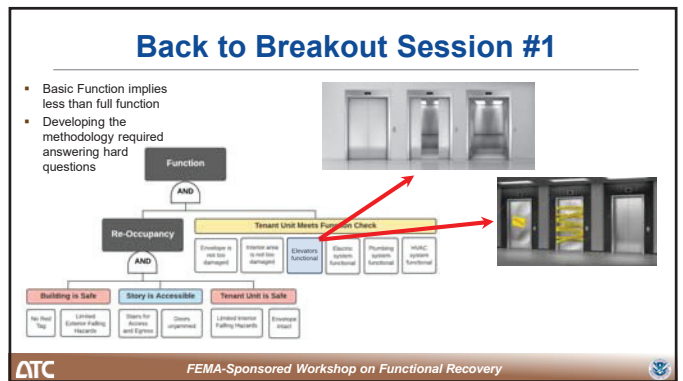 Back to Breakout Session #1
▪ Basic Function implies
less than full function
▪ Developing the
methodology required
answering hard
questions
Function
AND
Re-Occupancy
Tenant Unit Meets Function Check
Envelope is
not too
damaged
Interior area
is not too
damaged
Elevators
functional
Electric
system
functional
Plumbing
system
functional
HVAC
system
functional
AND
Building is Safe
Story is Accessible
Tenant Unit is Safe
No Red
Tag
Limited
Exterior Falling
Hazards
Stairs for
Access
and Egress
Doors
unjammed
Limited Interior
Falling Hazards
Envelope
Intact
ATC
FEMA-Sponsored Workshop on Functional Recovery